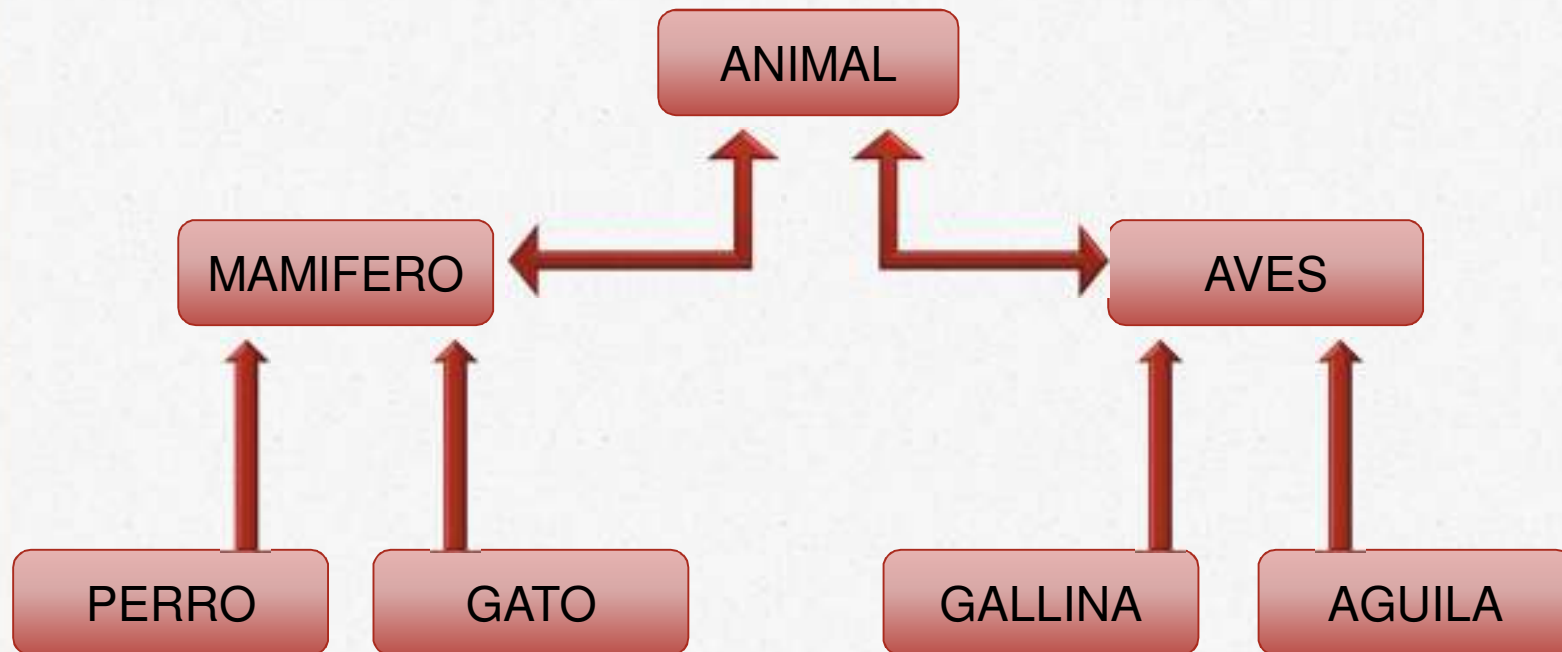 ANIMAL
MAMIFERO
AVES
PERRO
GATO
GALLINA
AGUILA